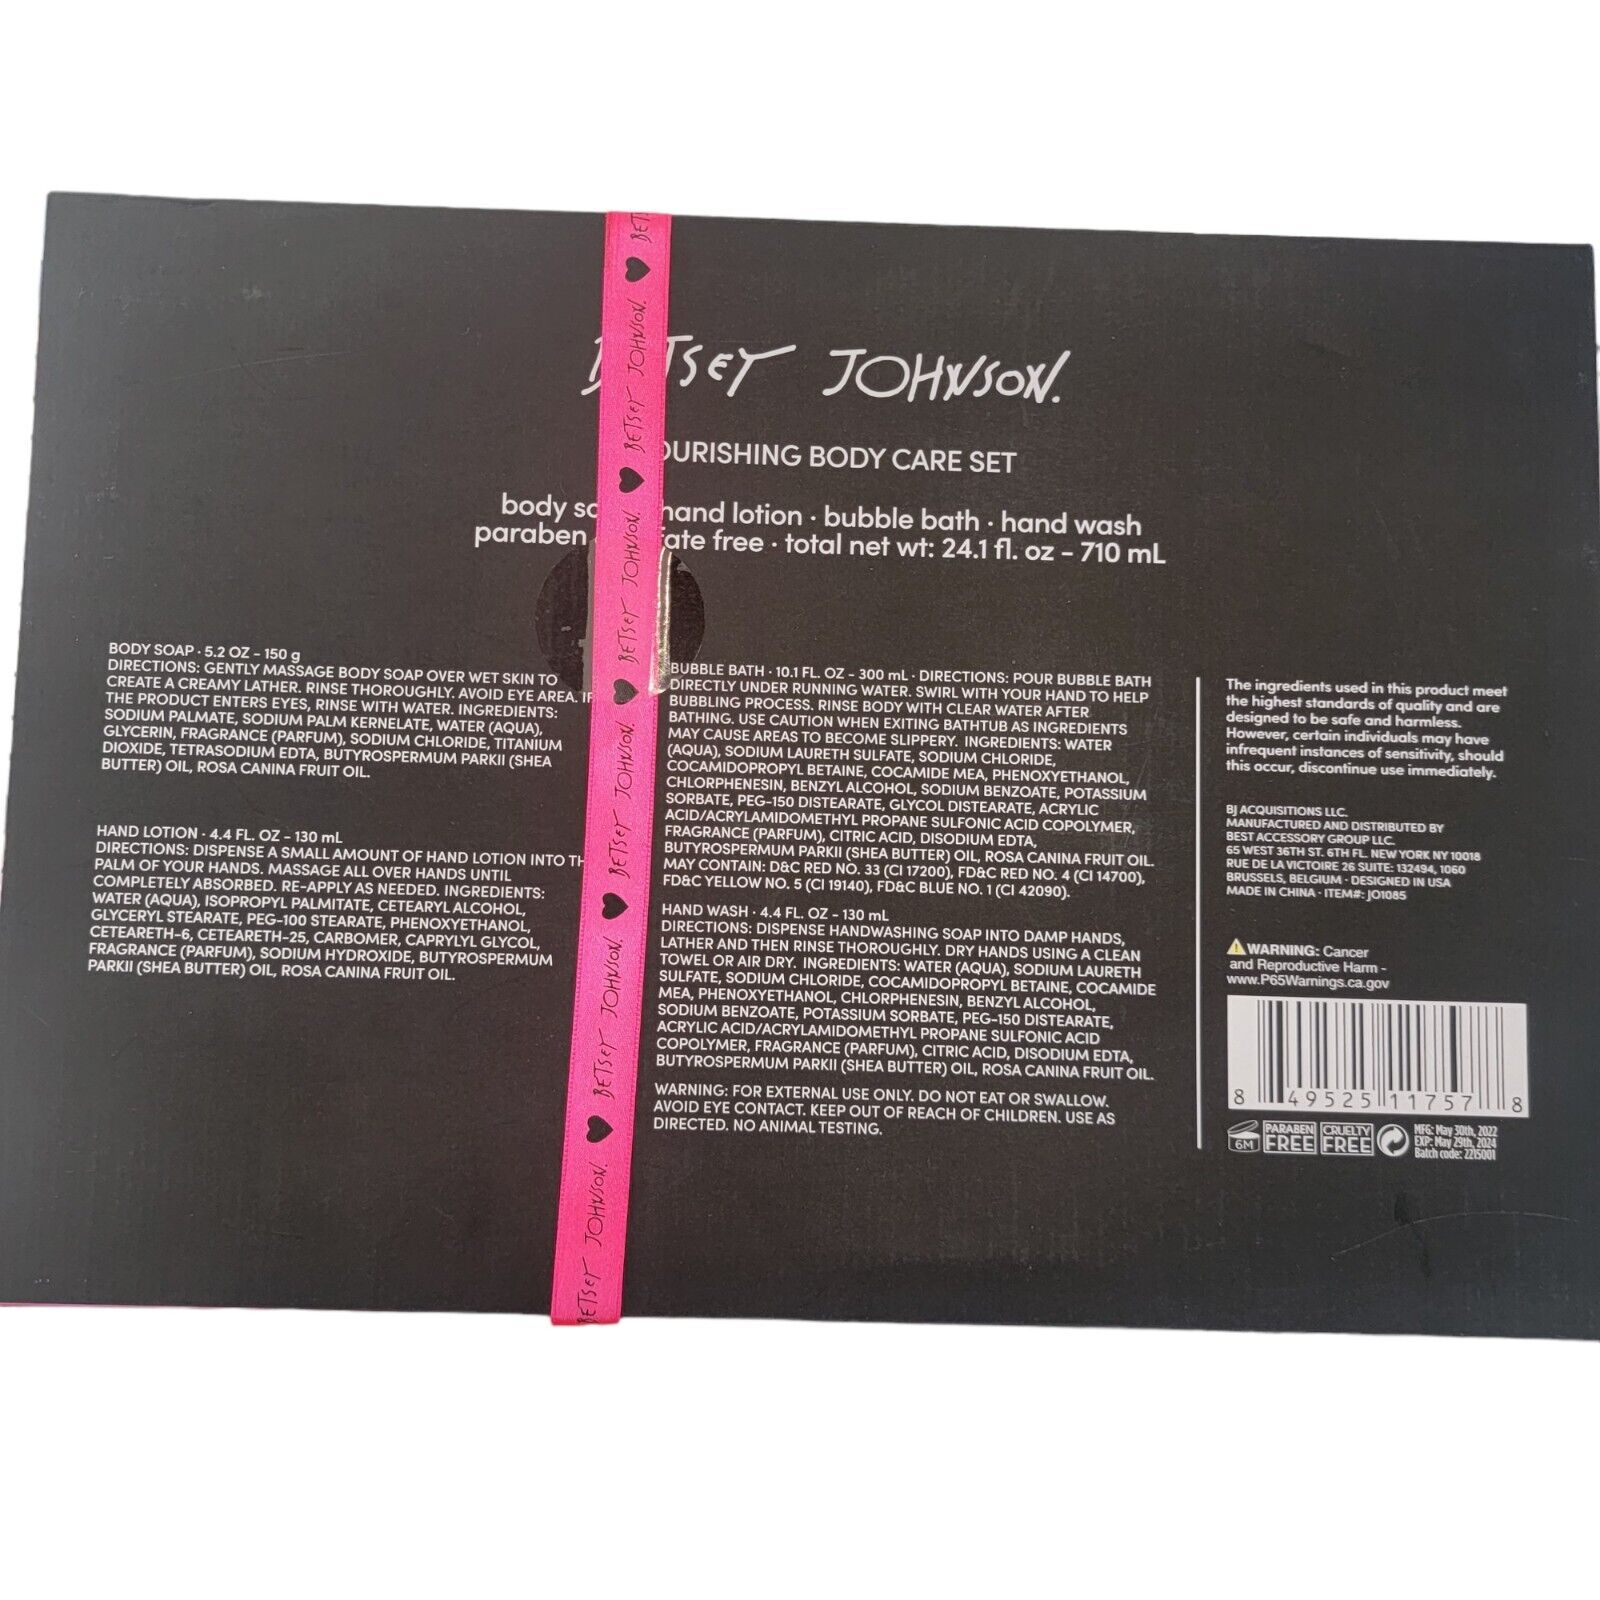 BETSEY JOHNSON.
OURISHING BODY CARE SET
body so hand lotion · bubble bath · hand wash
paraben fate free · total net wt: 24.1 fl. oz - 710 mL
BODY SOAP · 5.2 OZ - 150 g
DIRECTIONS: GENTLY MASSAGE BODY SOAP OVER WET SKIN TO
CREATE A CREAMY LATHER. RINSE THOROUGHLY. AVOID EYE AREA. IF
THE PRODUCT ENTERS EYES, RINSE WITH WATER. INGREDIENTS:
SODIUM PALMATE, SODIUM PALM KERNELATE, WATER (AQUA),
GLYCERIN, FRAGRANCE (PARFUM), SODIUM CHLORIDE, TITANIUM
DIOXIDE, TETRASODIUM EDTA, BUTYROSPERMUM PARKII (SHEA
BUTTER) OIL, ROSA CANINA FRUIT OIL.
HAND LOTION · 4.4 FL. OZ - 130 mL
DIRECTIONS: DISPENSE A SMALL AMOUNT OF HAND LOTION INTO TH
PALM OF YOUR HANDS. MASSAGE ALL OVER HANDS UNTIL
COMPLETELY ABSORBED. RE-APPLY AS NEEDED. INGREDIENTS:
WATER (AQUA), ISOPROPYL PALMITATE, CETEARYL ALCOHOL,
GLYCERYL STEARATE, PEG-100 STEARATE, PHENOXYETHANOL,
CETEARETH-6, CETEARETH-25, CARBOMER, CAPRYLYL GLYCOL,
FRAGRANCE (PARFUM), SODIUM HYDROXIDE, BUTYROSPERMUM
PARKII (SHEA BUTTER) OIL, ROSA CANINA FRUIT OIL.
BUBBLE BATH · 10.1 FL. OZ - 300 mL · DIRECTIONS: POUR BUBBLE BATH
DIRECTLY UNDER RUNNING WATER. SWIRL WITH YOUR HAND TO HELP
BUBBLING PROCESS. RINSE BODY WITH CLEAR WATER AFTER
BATHING. USE CAUTION WHEN EXITING BATHTUB AS INGREDIENTS
MAY CAUSE AREAS TO BECOME SLIPPERY. INGREDIENTS: WATER
(AQUA), SODIUM LAURETH SULFATE, SODIUM CHLORIDE,
COCAMIDOPROPYL BETAINE, COCAMIDE MEA, PHENOXYETHANOL,
CHLORPHENESIN, BENZYL ALCOHOL, SODIUM BENZOATE, POTASSIUM
SORBATE, PEG-150 DISTEARATE, GLYCOL DISTEARATE, ACRYLIC
ACID/ACRYLAMIDOMETHYL PROPANE SULFONIC ACID COPOLYMER,
FRAGRANCE (PARFUM), CITRIC ACID, DISODIUM EDTA,
BUTYROSPERMUM PARKII (SHEA BUTTER) OIL, ROSA CANINA FRUIT OIL.
MAY CONTAIN: D&C RED NO. 33 (CI 17200), FD&C RED NO. 4 (CI 14700),
FD&C YELLOW NO. 5 (CI 19140), FD&C BLUE NO. 1 (CI 42090).
HAND WASH · 4.4 FL. OZ - 130 mL
DIRECTIONS: DISPENSE HANDWASHING SOAP INTO DAMP HANDS,
LATHER AND THEN RINSE THOROUGHLY. DRY HANDS USING A CLEAN
TOWEL OR AIR DRY. INGREDIENTS: WATER (AQUA), SODIUM LAURETH
SULFATE, SODIUM CHLORIDE, COCAMIDOPROPYL BETAINE, COCAMIDE
MEA, PHENOXYETHANOL, CHLORPHENESIN, BENZYL ALCOHOL,
SODIUM BENZOATE, POTASSIUM SORBATE, PEG-150 DISTEARATE,
ACRYLIC ACID/ACRYLAMIDOMETHYL PROPANE SULFONIC ACID
COPOLYMER, FRAGRANCE (PARFUM), CITRIC ACID, DISODIUM EDTA,
BUTYROSPERMUM PARKII (SHEA BUTTER) OIL, ROSA CANINA FRUIT OIL.
WARNING: FOR EXTERNAL USE ONLY. DO NOT EAT OR SWALLOW.
AVOID EYE CONTACT. KEEP OUT OF REACH OF CHILDREN. USE AS
DIRECTED. NO ANIMAL TESTING.
The ingredients used in this product meet
the highest standards of quality and are
designed to be safe and harmless.
However, certain individuals may have
infrequent instances of sensitivity, should
this occur, discontinue use immediately.
BJ ACQUISITIONS LLC.
MANUFACTURED AND DISTRIBUTED BY
BEST ACCESSORY GROUP LLC.
65 WEST 36TH ST. 6TH FL. NEW YORK NY 10018
RUE DE LA VICTOIRE 26 SUITE: 132494, 1060
BRUSSELS, BELGIUM · DESIGNED IN USA
MADE IN CHINA · ITEM#: JO1085
WARNING: Cancer
and Reproductive Harm -
www.P65Warnings.ca.gov
8 49525 11757 8
6M PARABEN FREE CRUELTY FREE
MFG: May 30th, 2022
EXP: May 29th, 2024
Batch code: 2215001
BETSEY JOHNSON. BETSEY JOHNSON. BETSEY JOHNSON. BETSEY JOHNSON. BETSEY JOHNSON. BETSEY